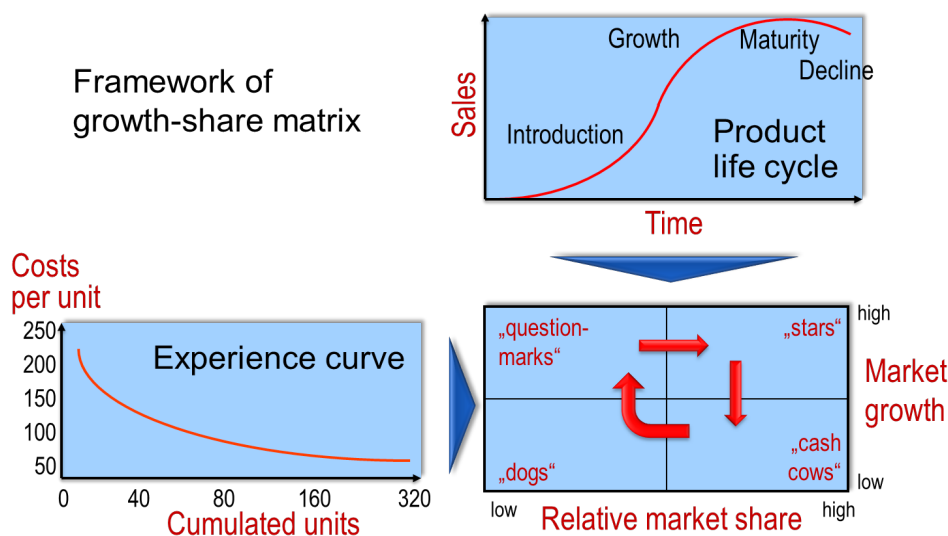 Framework of
growth-share matrix
Sales
Growth
Maturity
Decline
Introduction
Product
life cycle
Time
Costs
per unit
250
200
150
100
50
Experience curve
0 40 80 160 320
Cumulated units
„question-
marks“
„stars“
„dogs“
„cash
cows“
high
Market
growth
low
low
high
Relative market share